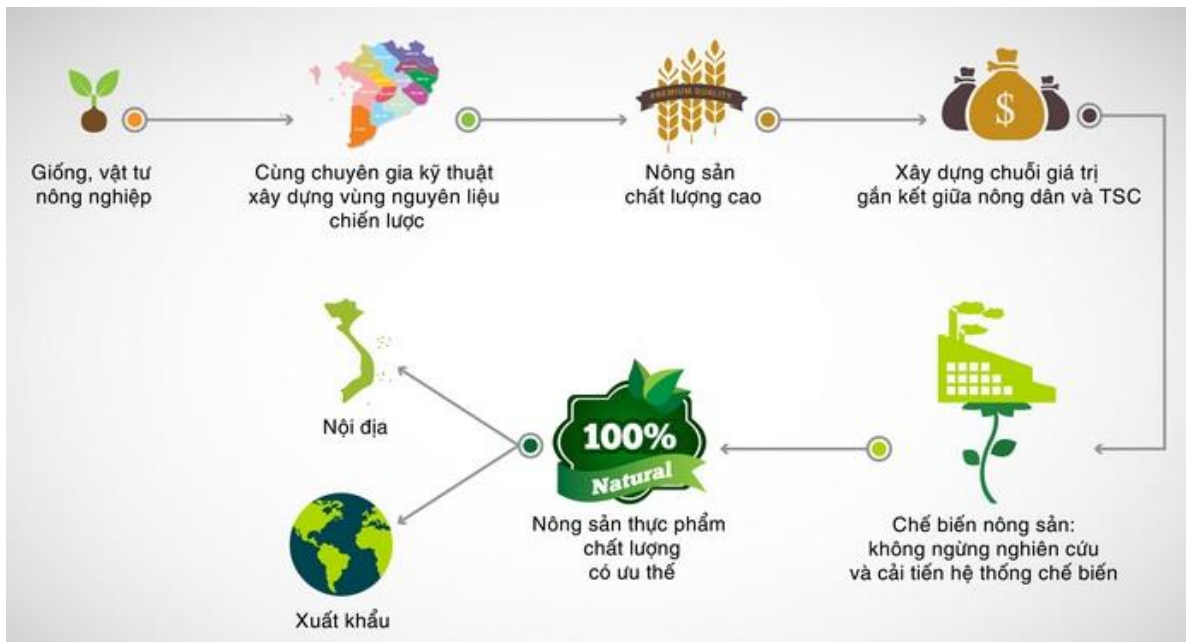 PREMIUM QUALITY
$
Giống, vật tư
nông nghiệp
Cùng chuyên gia kỹ thuật
xây dựng vùng nguyên liệu
chiến lược
Nông sản
chất lượng cao
Xây dựng chuỗi giá trị
gắn kết giữa nông dân và TSC
Nội địa
Xuất khẩu
100%
Natural
Nông sản thực phẩm
chất lượng
có ưu thế
Chế biến nông sản:
không ngừng nghiên cứu
và cải tiến hệ thống chế biến